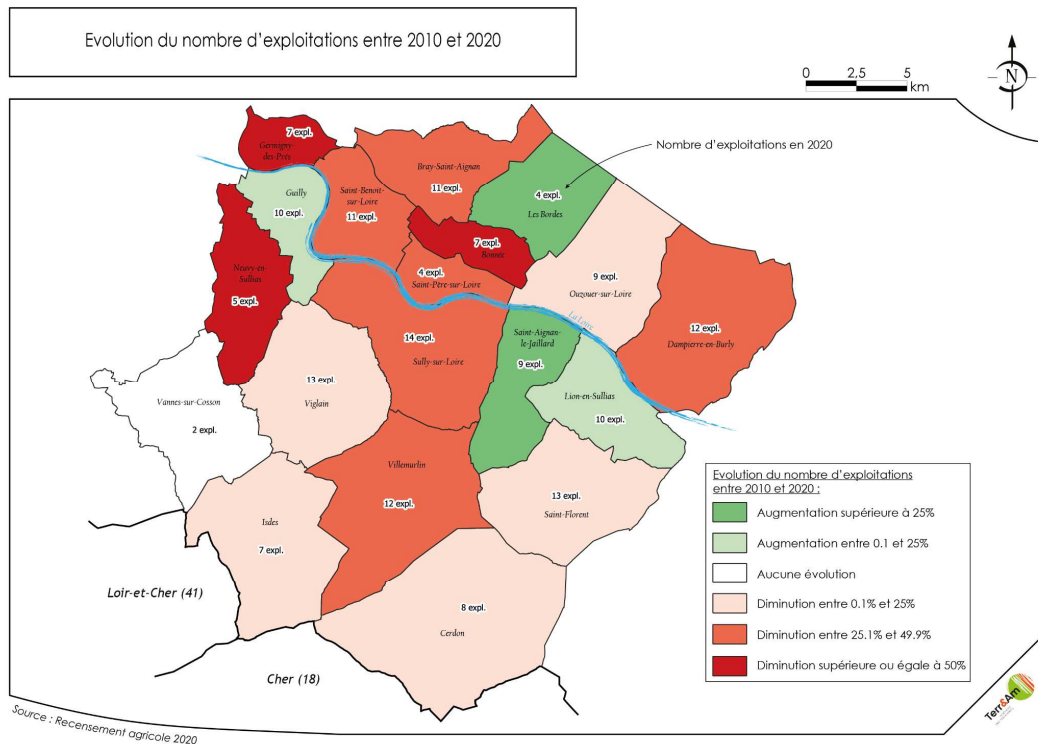 Evolution du nombre d'exploitations entre 2010 et 2020
0 2,5 5
km
N
Nombre d'exploitations en 2020
7 expl.
Germigny-
des-Prés
Bray-Saint-Aignan
11 expl.
4 expl.
Les Bordes
Guilly
10 expl.
Saint-Benoit-
sur-Loire
11 expl.
7 expl.
Bonnée
4 expl.
Saint-Père-sur-Loire
9 expl.
Ouzouer-sur-Loire
Neuvy-en-
Sullias
5 expl.
La Loire
12 expl.
Dampierre-en-Burly
14 expl.
Sully-sur-Loire
Saint-Aignan-
le-Jaillard
9 expl.
13 expl.
Viglain
Vannes-sur-Cosson
2 expl.
Lion-en-Sullias
10 expl.
Villemurlin
12 expl.
13 expl.
Saint-Florent
Isdes
7 expl.
8 expl.
Cerdon
Loir-et-Cher (41)
Cher (18)
Evolution du nombre d'exploitations
entre 2010 et 2020 :
Augmentation supérieure à 25%
Augmentation entre 0.1 et 25%
Aucune évolution
Diminution entre 0.1% et 25%
Diminution entre 25.1% et 49.9%
Diminution supérieure ou égale à 50%
Terr&Am
Source : Recensement agricole 2020